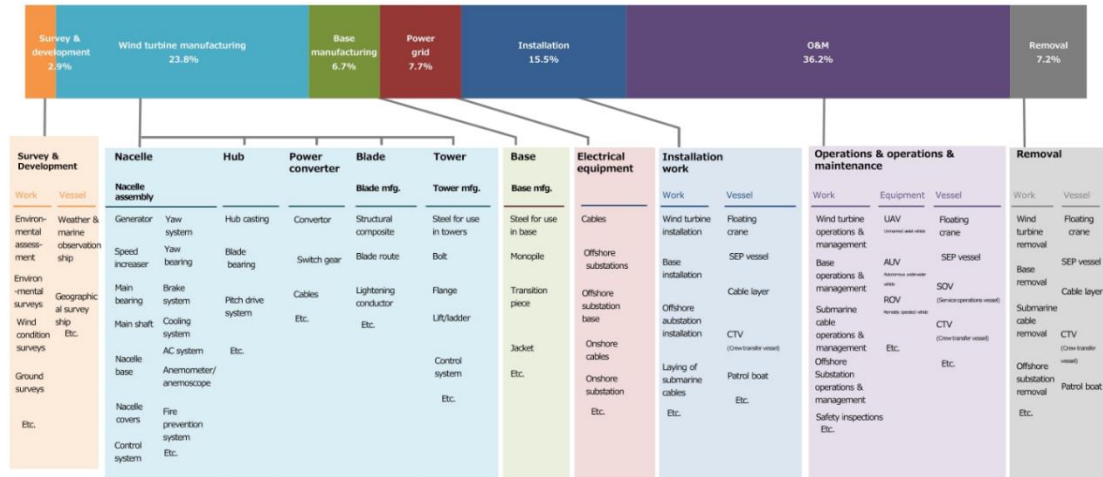 Survey &
development
2.9%
Wind turbine manufacturing
23.8%
Base
manufacturing
6.7%
Power
grid
7.7%
Installation
15.5%
O&M
36.2%
Removal
7.2%
Survey &
Development
Work
Environ-
mental
assess-
ment
Environ
-mental
surveys
Wind
condition
surveys
Ground
surveys
Etc.
Vessel
Weather &
marine
observation
ship
Geographic
al survey
ship
Etc.
Nacelle
Nacelle
assembly
Generator
Speed
increaser
Main
bearing
Main shaft
Nacelle
base
Nacelle
covers
Control
system
Yaw
system
Yaw
bearing
Brake
system
Cooling
system
AC system
Anemometer/
anemoscope
Fire
prevention
system
Etc.
Hub
Hub casting
Blade
bearing
Pitch drive
system
Etc.
Power
converter
Convertor
Switch gear
Cables
Etc.
Blade
Blade mfg.
Structural
composite
Blade route
Lightening
conductor
Etc.
Tower
Tower mfg.
Steel for use
in towers
Bolt
Flange
Lift/ladder
Control
system
Etc.
Base
Base mfg.
Steel for use
in base
Monopile
Transition
piece
Jacket
Etc.
Electrical
equipment
Cables
Offshore
substations
Offshore
substation
base
Onshore
cables
Onshore
substation
Etc.
Installation
work
Work
Wind turbine
installation
Base
installation
Offshore
aubstation
installation
Laying of
submarine
cables
Etc.
Vessel
Floating
crane
SEP vessel
Cable layer
CTV
(Crew transfer
vessel)
Patrol boat
Etc.
Operations & operations &
maintenance
Work
Wind turbine
operations &
management
Base
operations &
management
Submarine
cable
operations &
management
Offshore
Substation
operations &
management
Safety inspections
Etc.
Equipment
UAV
AUV
ROV
Etc.
Vessel
Floating
crane
SEP vessel
SOV
(Service operations vessel)
CTV
(Crew transfer vessel)
Etc.
Removal
Work
Wind
turbine
removal
Base
removal
Submarine
cable
removal
Offshore
substation
removal
Etc.
Vessel
Floating
crane
SEP vessel
Cable layer
CTV
(Crew transfer
vessel)
Patrol boat